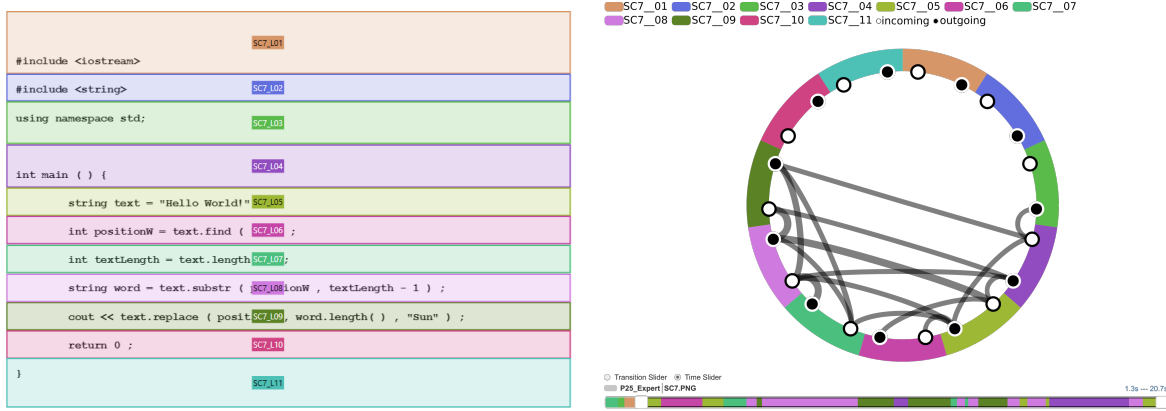 SC7_L01
#include <iostream>
#include <string> SC7_L02
using namespace std; SC7_L03
SC7_L04
int main ( ) {
string text = "Hello World!" SC7_L05
int positionW = text.find ( SC7_L06 ;
int textLength = text.length SC7_L07 ;
string word = text.substr ( SC7_L08 ionW , textLength - 1 ) ;
cout << text.replace ( posit SC7_L09 , word.length( ) , "Sun" ) ;
return 0 ; SC7_L10
} SC7_L11
SC7__01 SC7__02 SC7__03 SC7__04 SC7__05 SC7__06 SC7__07
SC7__08 SC7__09 SC7__10 SC7__11 incoming outgoing
Transition Slider Time Slider
P25_Expert SC7.PNG 1.3s --- 20.7s